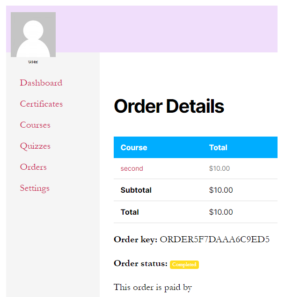 Dashboard
Certificates
Courses
Quizzes
Orders
Settings
Order Details
Course Total
second $10.00
Subtotal $10.00
Total $10.00
Order key: ORDER5F7DAAA6C9ED5
Order status: Completed
This order is paid by